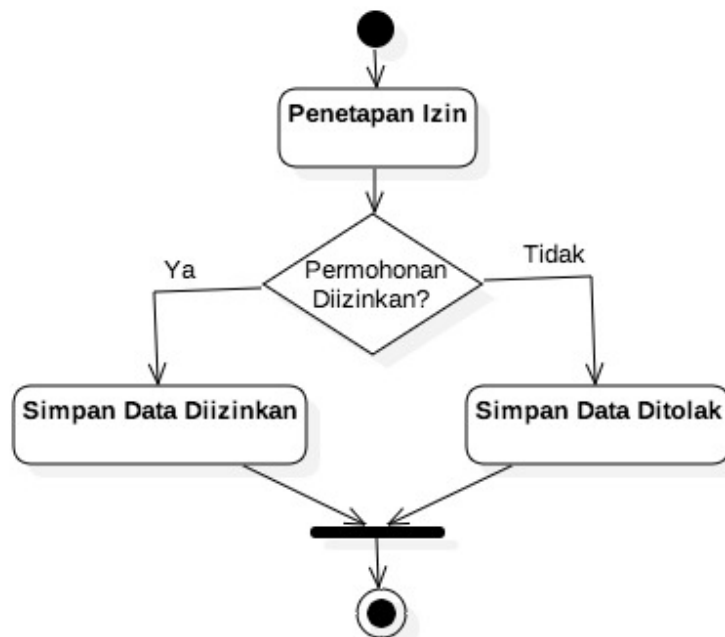 Penetapan Izin
Permohonan
Diizinkan?
Ya
Tidak
Simpan Data Diizinkan
Simpan Data Ditolak